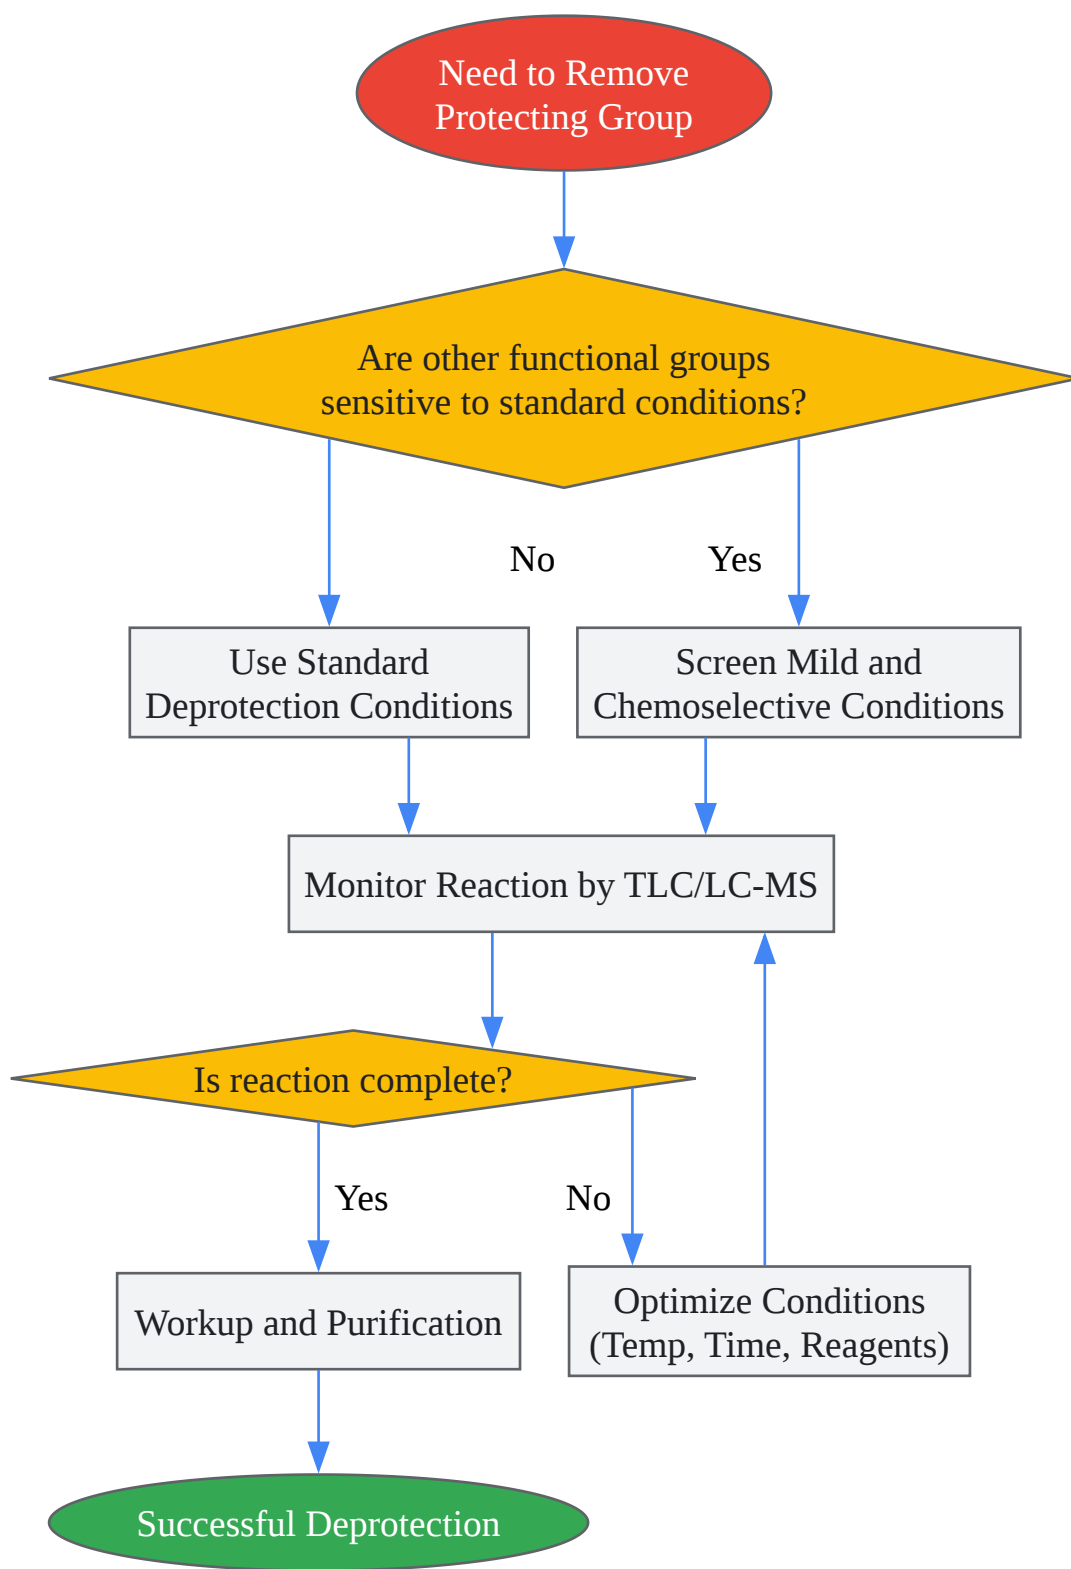 Need to Remove
Protecting Group
Are other functional groups
sensitive to standard conditions?
No
Yes
Use Standard
Deprotection Conditions
Screen Mild and
Chemoselective Conditions
Monitor Reaction by TLC/LC-MS
Is reaction complete?
Yes
No
Workup and Purification
Optimize Conditions
(Temp, Time, Reagents)
Successful Deprotection